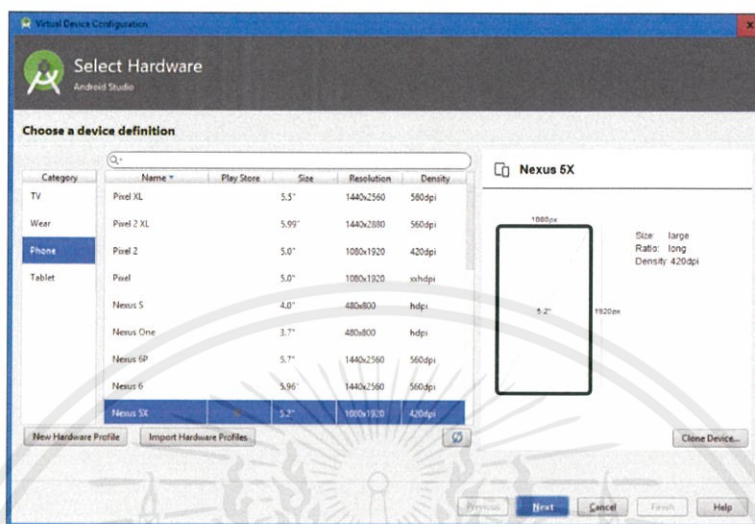 Virtual Device Configuration
x
Select Hardware
Android Studio
Choose a device definition
Category
TV
Wear
Phone
Tablet
Name Play Store Size Resolution Density
Pixel XL 5.5" 1440x2560 560dpi
Pixel 2 XL 5.99" 1440x2880 560dpi
Pixel 2 5.0" 1080x1920 420dpi
Pixel 5.0" 1080x1920 xxhdpi
Nexus S 4.0" 480x800 hdpi
Nexus One 3.7" 480x800 hdpi
Nexus 6P 5.7" 1440x2560 560dpi
Nexus 6 5.96" 1440x2560 560dpi
Nexus 5X 5.2" 1080x1920 420dpi
New Hardware Profile Import Hardware Profiles
Nexus 5X
1080px
5.2"
1920px
Size: large
Ratio: long
Density: 420dpi
Clone Device...
Previous Next Cancel Finish Help